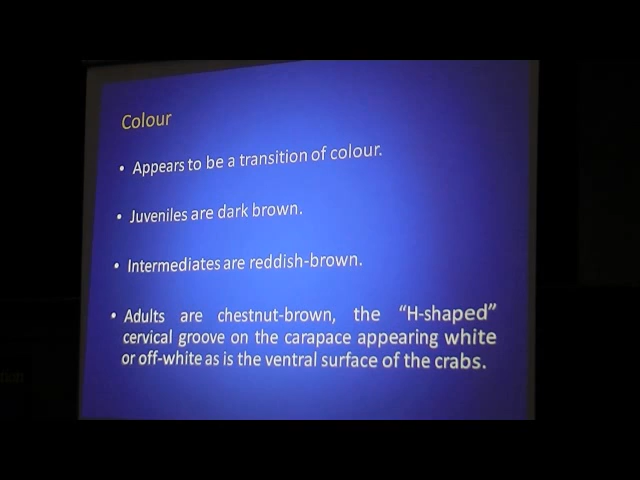 Colour
• Appears to be a transition of colour.
• Juveniles are dark brown.
• Intermediates are reddish-brown.
• Adults are chestnut-brown, the “H-shaped”
cervical groove on the carapace appearing white
or off-white as is the ventral surface of the crabs.